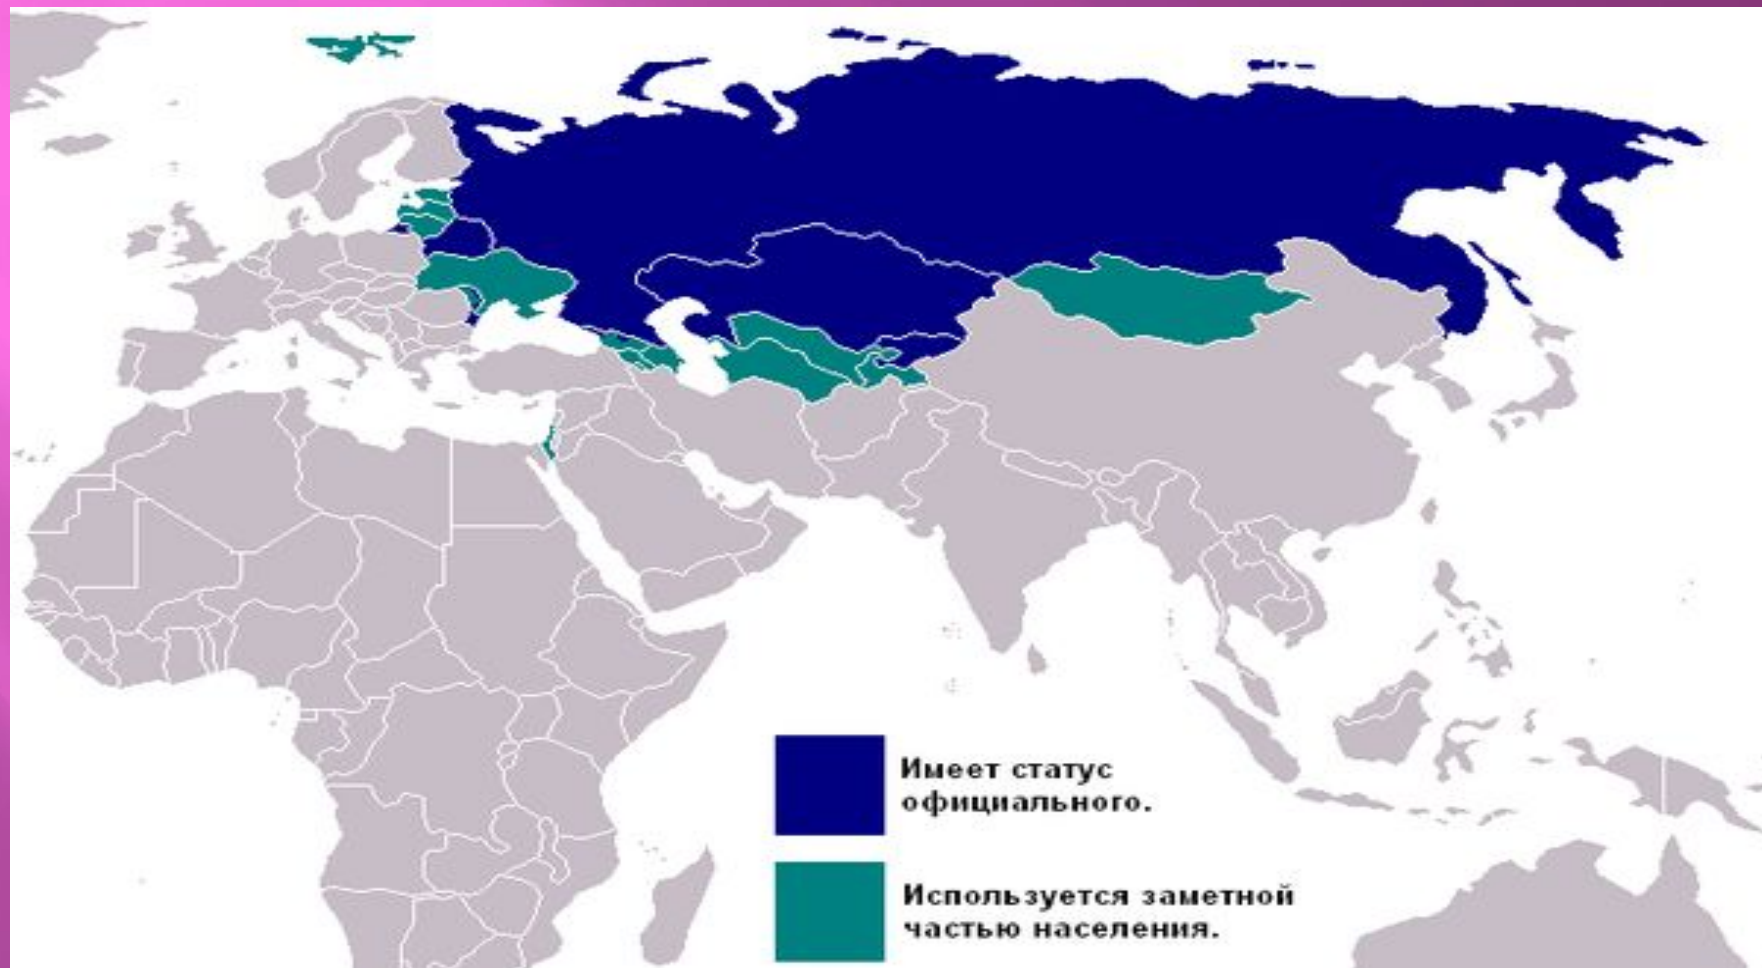 Имеет статус
официального.
Используется заметной
частью населения.